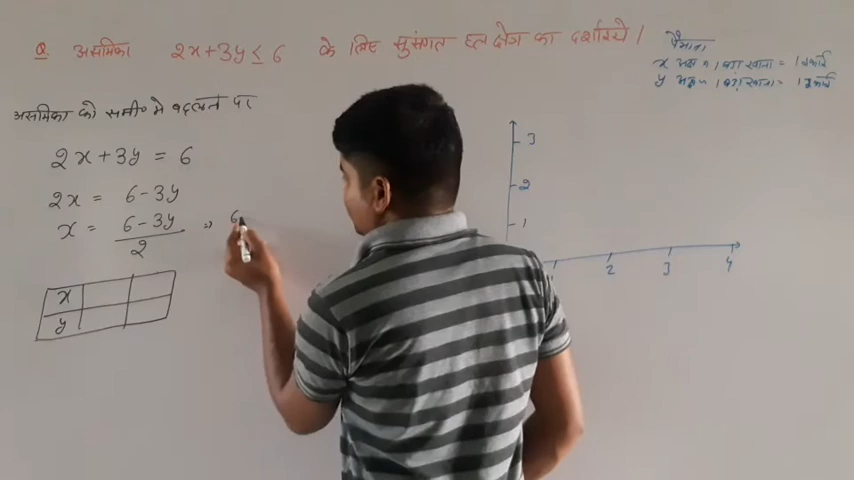 Q. असमिका 2x+3y ≤ 6 के लिए सुसंगत हल क्षेत्र का दर्शाइये।
पैमाना
x अक्ष = 1 बड़ा खाना = 1 इकाई
y अक्ष = 1 बड़ा खाना = 1 इकाई
असमिका को समी० मे बदलने पर
2x + 3y = 6
2x = 6-3y
x = 6-3y / 2 ⇒ 6
x
y
3
2
1
1 2 3 4